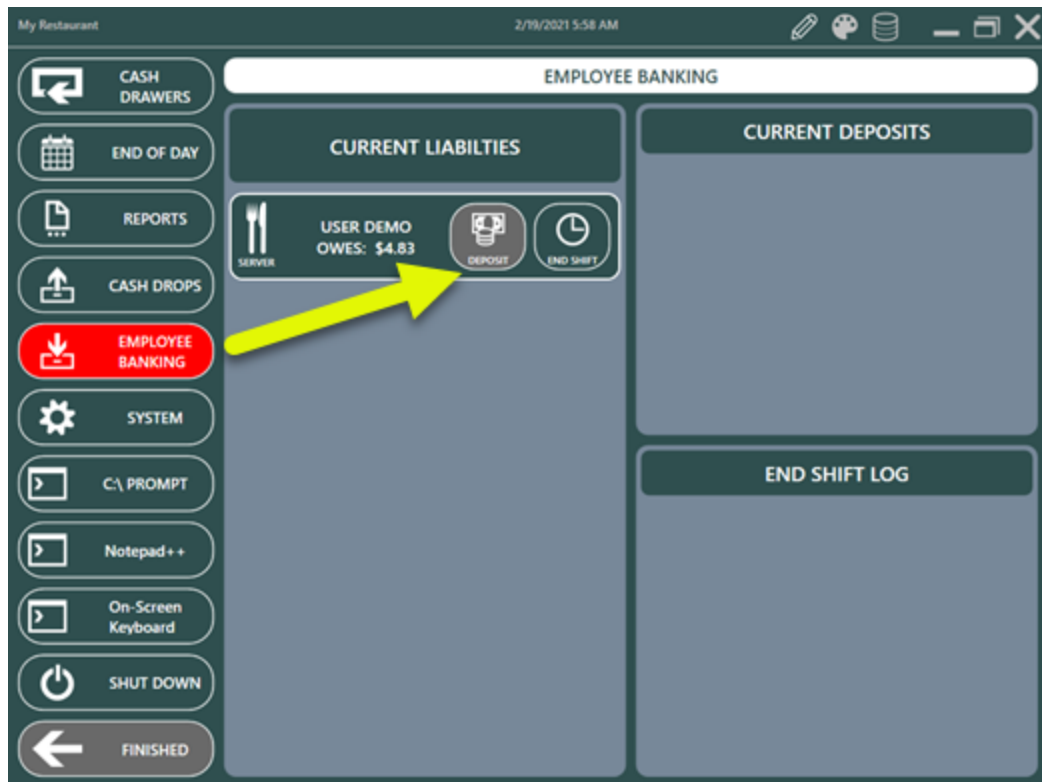 My Restaurant
2/19/2021 5:58 AM
CASH
DRAWERS
END OF DAY
REPORTS
CASH DROPS
EMPLOYEE
BANKING
SYSTEM
C:\ PROMPT
Notepad++
On-Screen
Keyboard
SHUT DOWN
FINISHED
EMPLOYEE BANKING
CURRENT LIABILTIES
SERVER
USER DEMO
OWES: $4.83
DEPOSIT
END SHIFT
CURRENT DEPOSITS
END SHIFT LOG